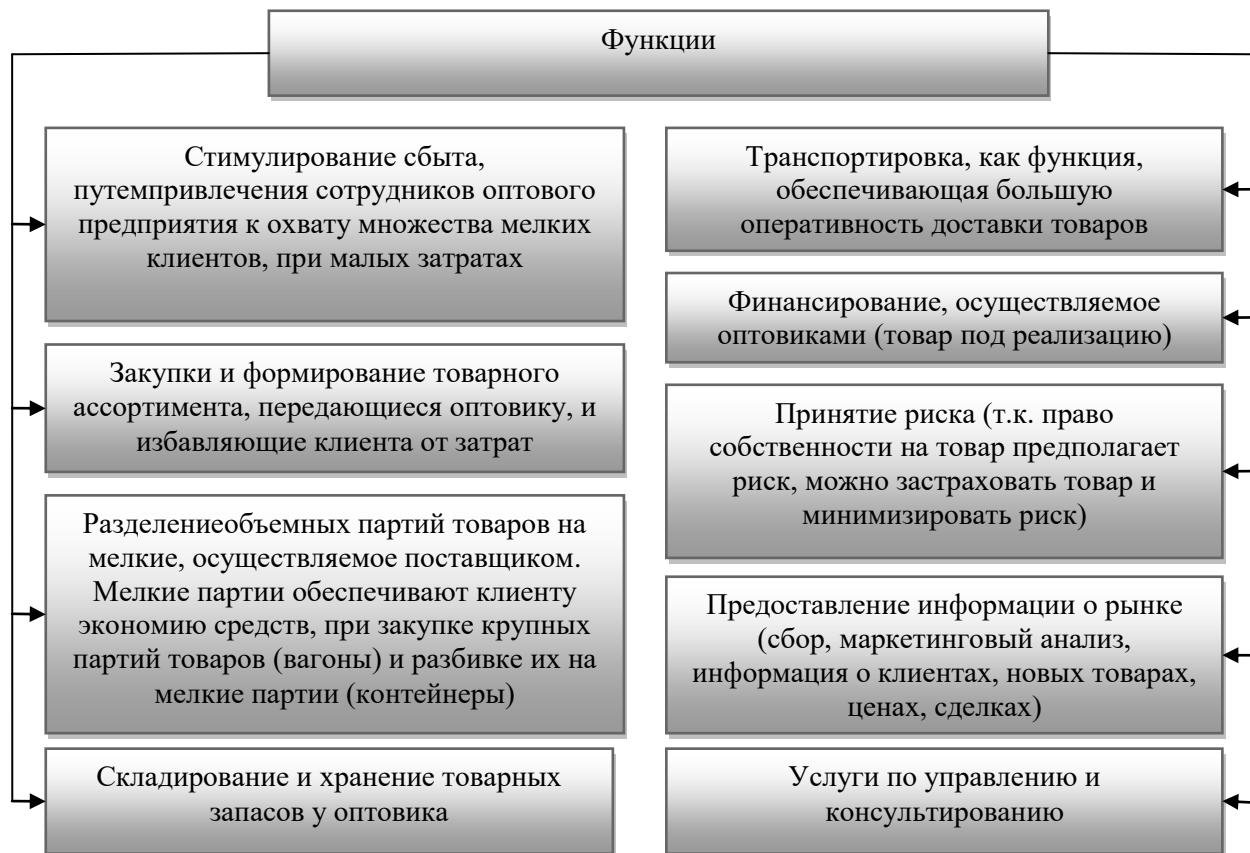 Функции
Стимулирование сбыта,
путемпривлечения сотрудников оптового
предприятия к охвату множества мелких
клиентов, при малых затратах
Закупки и формирование товарного
ассортимента, передающиеся оптовику, и
избавляющие клиента от затрат
Разделениеобъемных партий товаров на
мелкие, осуществляемое поставщиком.
Мелкие партии обеспечивают клиенту
экономию средств, при закупке крупных
партий товаров (вагоны) и разбивке их на
мелкие партии (контейнеры)
Складирование и хранение товарных
запасов у оптовика
Транспортировка, как функция,
обеспечивающая большую
оперативность доставки товаров
Финансирование, осуществляемое
оптовиками (товар под реализацию)
Принятие риска (т.к. право
собственности на товар предполагает
риск, можно застраховать товар и
минимизировать риск)
Предоставление информации о рынке
(сбор, маркетинговый анализ,
информация о клиентах, новых товарах,
ценах, сделках)
Услуги по управлению и
консультированию